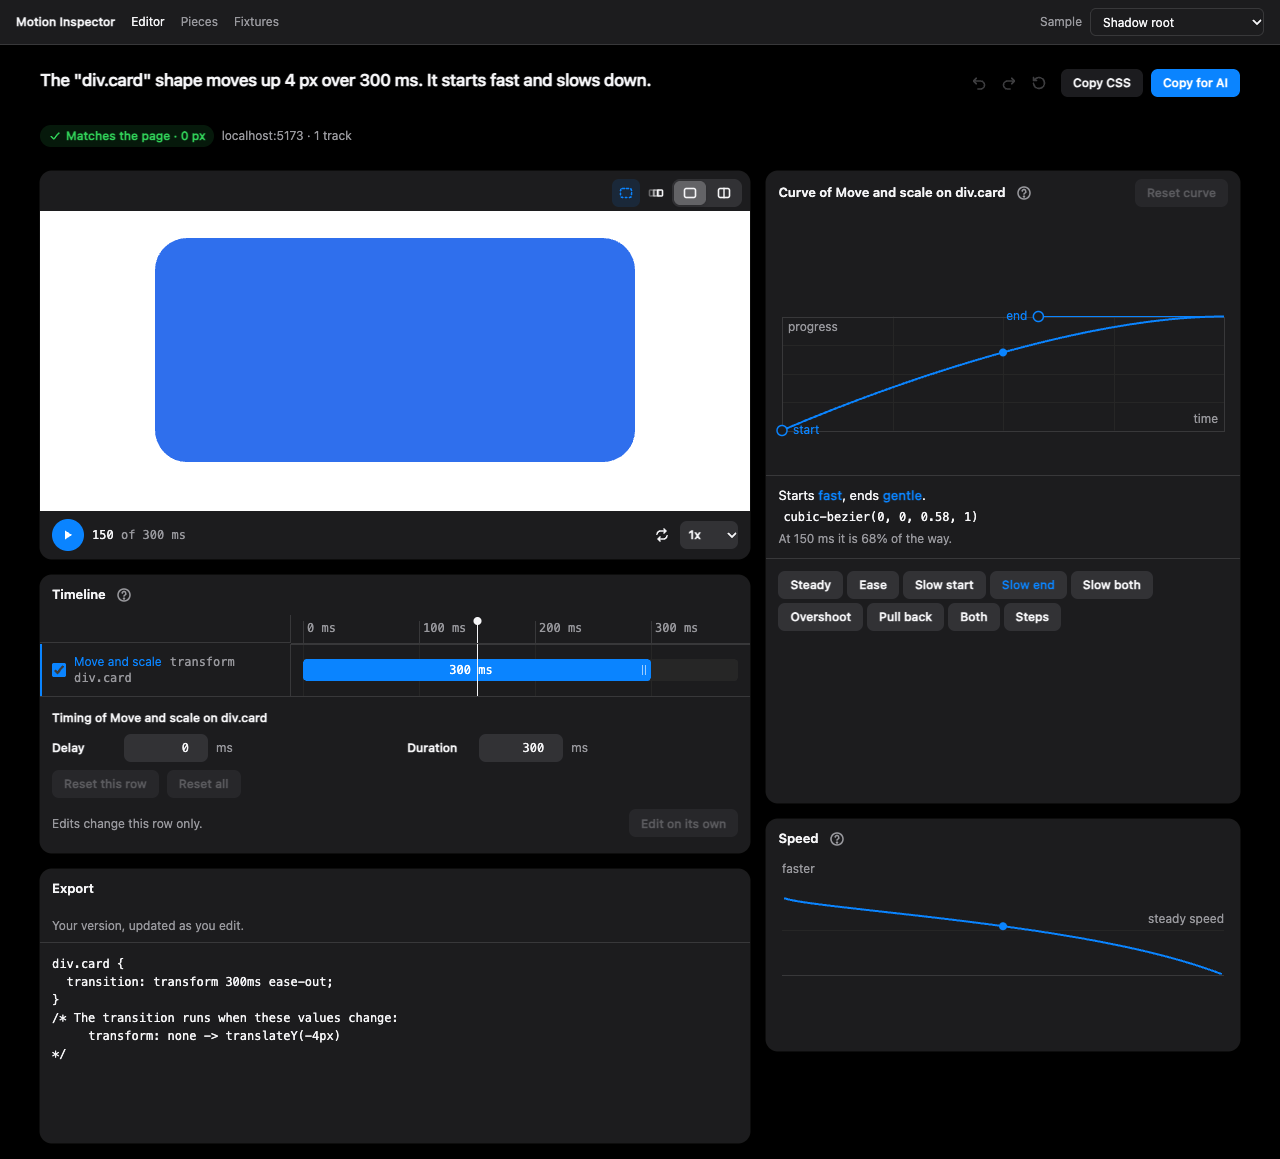 Motion Inspector Editor Pieces Fixtures Sample Shadow root
The "div.card" shape moves up 4 px over 300 ms. It starts fast and slows down.
Copy CSS Copy for AI
Matches the page · 0 px localhost:5173 · 1 track
150 of 300 ms 1x
Timeline
0 ms 100 ms 200 ms 300 ms
Move and scale transform
div.card
300 ms
Timing of Move and scale on div.card
Delay 0 ms Duration 300 ms
Reset this row Reset all
Edits change this row only. Edit on its own
Export
Your version, updated as you edit.
div.card {
  transition: transform 300ms ease-out;
}
/* The transition runs when these values change:
     transform: none -> translateY(-4px)
*/
Curve of Move and scale on div.card Reset curve
end
progress
time
start
Starts fast, ends gentle.
cubic-bezier(0, 0, 0.58, 1)
At 150 ms it is 68% of the way.
Steady Ease Slow start Slow end Slow both
Overshoot Pull back Both Steps
Speed
faster
steady speed